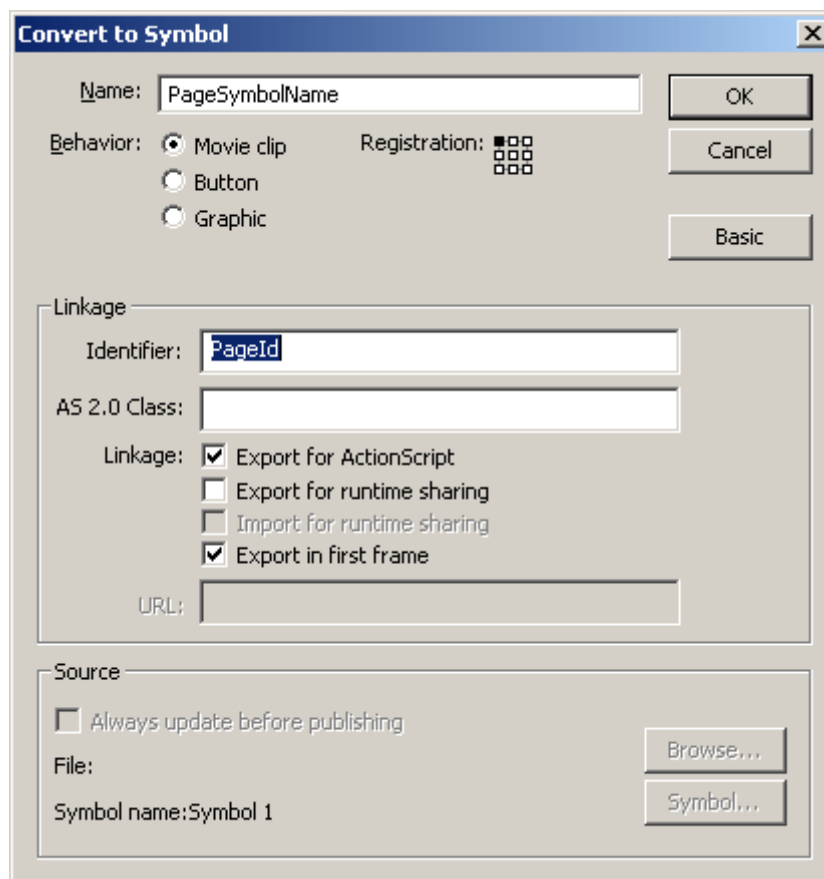 Convert to Symbol
Name: PageSymbolName OK
Behavior: Movie clip Registration: Cancel
Button
Graphic Basic
Linkage
Identifier: PageId
AS 2.0 Class:
Linkage: Export for ActionScript
Export for runtime sharing
Import for runtime sharing
Export in first frame
URL:
Source
Always update before publishing
Browse...
File:
Symbol...
Symbol name:Symbol 1